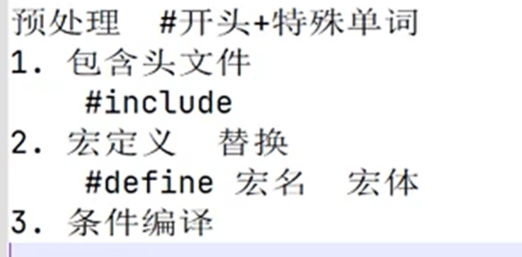 预处理  #开头+特殊单词
1. 包含头文件
    #include
2. 宏定义  替换
    #define 宏名  宏体
3. 条件编译